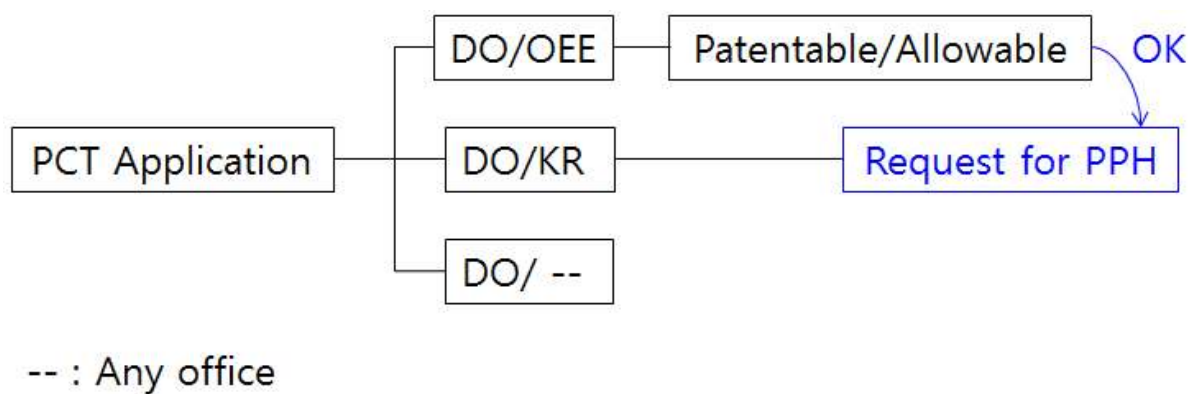 DO/OEE
Patentable/Allowable
OK
PCT Application
DO/KR
Request for PPH
DO/ --
-- : Any office